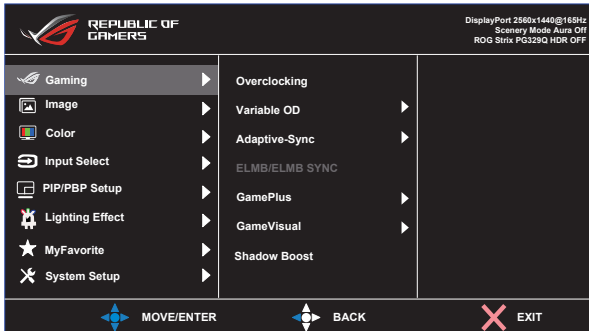 REPUBLIC OF
GAMERS
DisplayPort 2560x1440@165Hz
Scenery Mode Aura Off
ROG Strix PG329Q HDR OFF
Gaming
Image
Color
Input Select
PIP/PBP Setup
Lighting Effect
MyFavorite
System Setup
Overclocking
Variable OD
Adaptive-Sync
ELMB/ELMB SYNC
GamePlus
GameVisual
Shadow Boost
MOVE/ENTER
BACK
EXIT